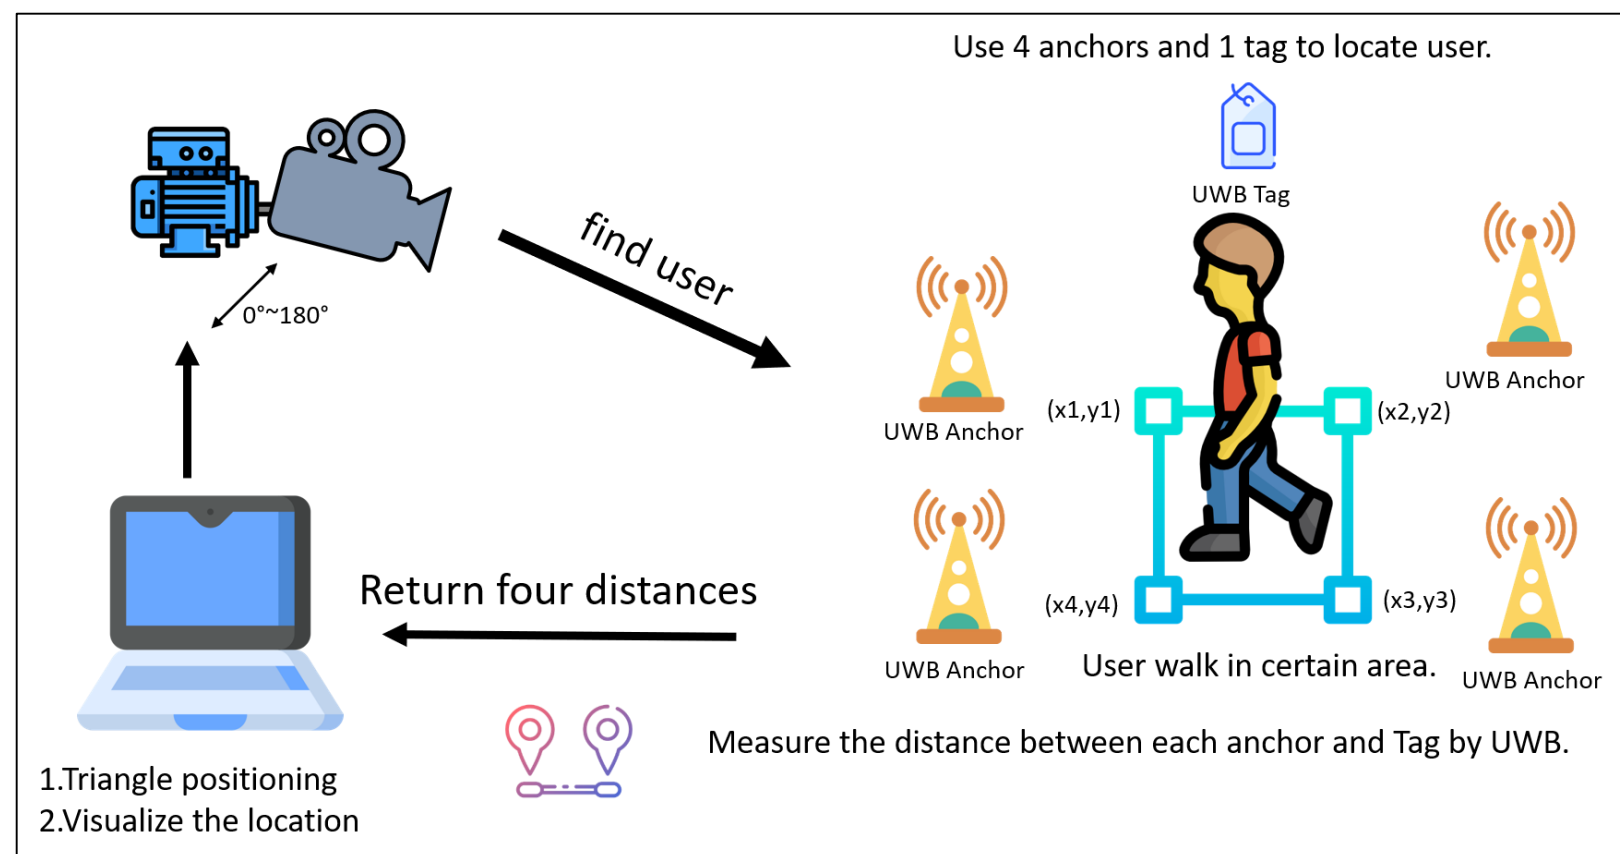 Use 4 anchors and 1 tag to locate user.
UWB Tag
find user
0°~180°
UWB Anchor
UWB Anchor
(x1,y1)
(x2,y2)
Return four distances
(x4,y4)
(x3,y3)
UWB Anchor
User walk in certain area.
UWB Anchor
Measure the distance between each anchor and Tag by UWB.
1.Triangle positioning
2.Visualize the location